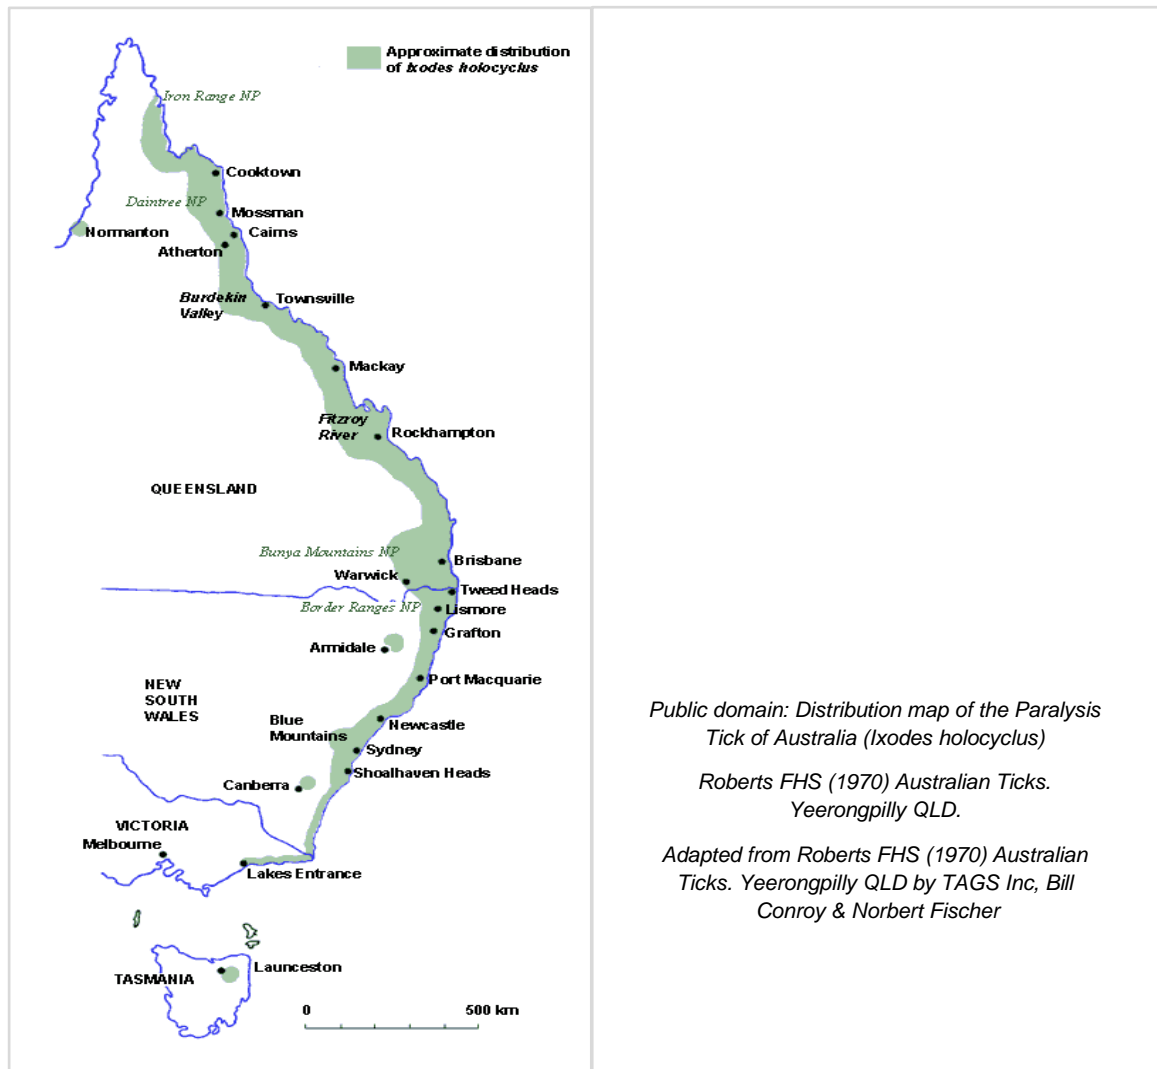 Approximate distribution
of Ixodes holocyclus
Iron Range NP
Cooktown
Daintree NP
Mossman
Normanton
Cairns
Atherton
Burdekin
Valley
Townsville
Mackay
Fitzroy
River
Rockhampton
QUEENSLAND
Bunya Mountains NP
Brisbane
Warwick
Tweed Heads
Border Ranges NP
Lismore
Grafton
Armidale
Port Macquarie
NEW
SOUTH
WALES
Blue
Mountains
Newcastle
Sydney
Shoalhaven Heads
Canberra
VICTORIA
Melbourne
Lakes Entrance
Launceston
TASMANIA
0 500 km
Public domain: Distribution map of the Paralysis
Tick of Australia (Ixodes holocyclus)
Roberts FHS (1970) Australian Ticks.
Yeerongpilly QLD.
Adapted from Roberts FHS (1970) Australian
Ticks. Yeerongpilly QLD by TAGS Inc, Bill
Conroy & Norbert Fischer